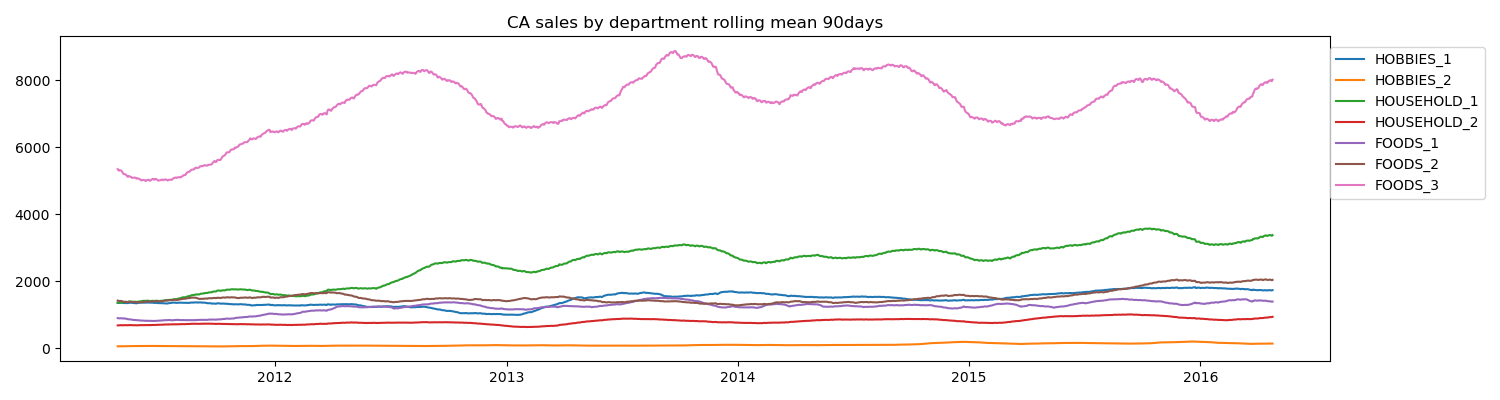 CA sales by department rolling mean 90days
8000
6000
4000
2000
0
2012
2013
2014
2015
2016
HOBBIES_1
HOBBIES_2
HOUSEHOLD_1
HOUSEHOLD_2
FOODS_1
FOODS_2
FOODS_3